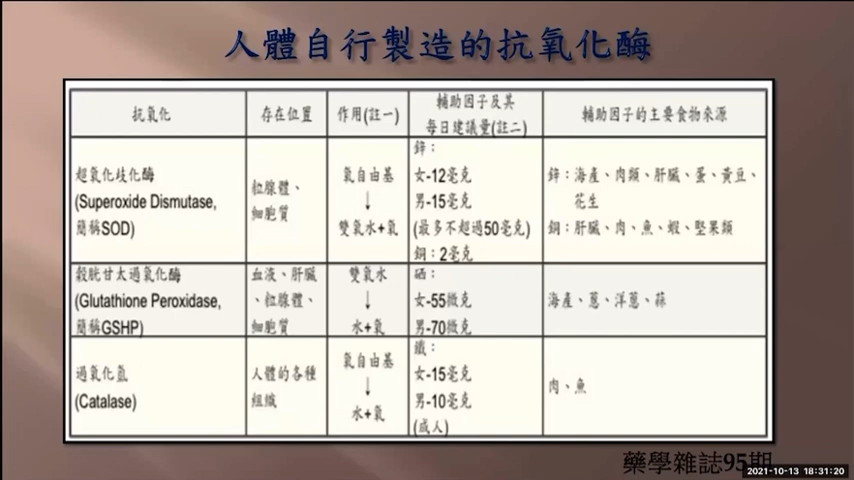 人體自行製造的抗氧化酶
抗氧化
存在位置
作用(註一)
輔助因子及其
每日建議量(註二)
輔助因子的主要食物來源
超氧化歧化酶
(Superoxide Dismutase,
簡稱SOD)
粒腺體、
細胞質
氧自由基
↓
雙氧水+氧
鋅：
女-12毫克
男-15毫克
(最多不超過50毫克)
銅：2毫克
鋅：海產、肉類、肝臟、蛋、黃豆、
花生
銅：肝臟、肉、魚、蝦、堅果類
穀胱甘太過氧化酶
(Glutathione Peroxidase,
簡稱GSHP)
血液、肝臟
、粒腺體、
細胞質
雙氧水
↓
水+氧
硒：
女-55微克
男-70微克
海產、蔥、洋蔥、蒜
過氧化氫
(Catalase)
人體的各種
組織
氧自由基
↓
水+氧
鐵：
女-15毫克
男-10毫克
(成人)
肉、魚
藥學雜誌95期
2021-10-13 18:31:20